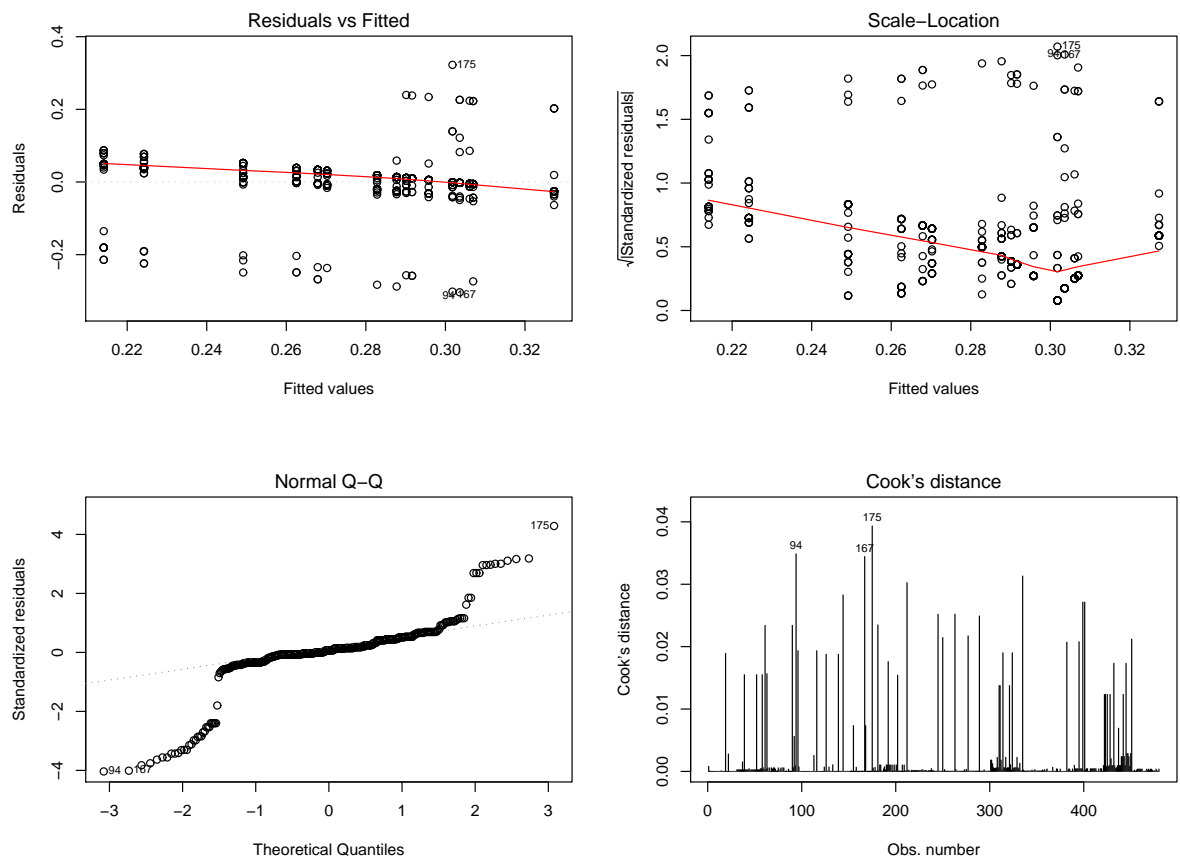 Residuals vs Fitted
Residuals
0.4
0.2
0.0
−0.2
175
94 167
0.22 0.24 0.26 0.28 0.30 0.32
Fitted values
Scale−Location
√|Standardized residuals|
2.0
1.5
1.0
0.5
0.0
175
94 167
0.22 0.24 0.26 0.28 0.30 0.32
Fitted values
Normal Q−Q
Standardized residuals
4
2
0
−2
−4
175
94 167
−3 −2 −1 0 1 2 3
Theoretical Quantiles
Cook's distance
Cook's distance
0.04
0.03
0.02
0.01
0.00
175
94
167
0 100 200 300 400
Obs. number